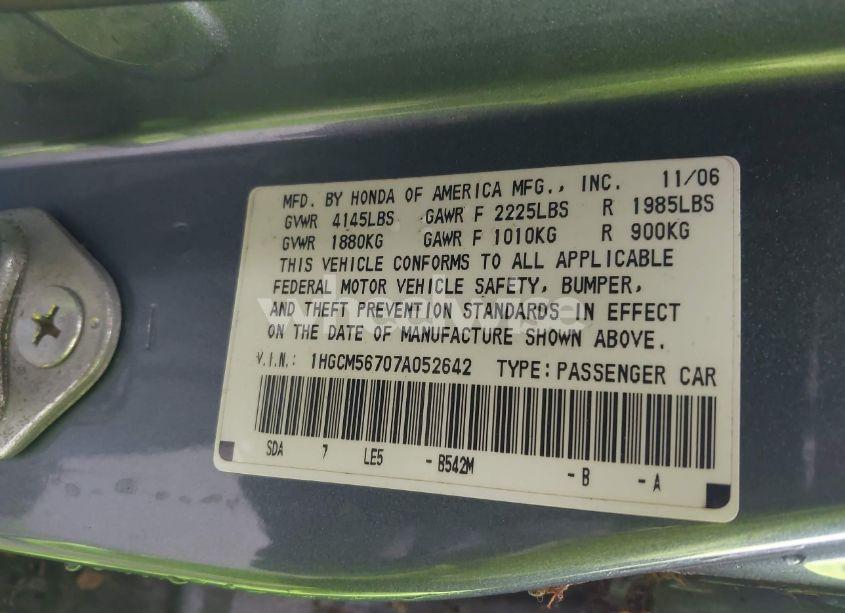 MFD. BY HONDA OF AMERICA MFG., INC. 11/06
GVWR 4145LBS GAWR F 2225LBS R 1985LBS
GVWR 1880KG GAWR F 1010KG R 900KG
THIS VEHICLE CONFORMS TO ALL APPLICABLE
FEDERAL MOTOR VEHICLE SAFETY, BUMPER,
AND THEFT PREVENTION STANDARDS IN EFFECT
ON THE DATE OF MANUFACTURE SHOWN ABOVE.
V.I.N.: 1HGCM56707A052642 TYPE: PASSENGER CAR
SDA 7 LE5 -B542M -B -A